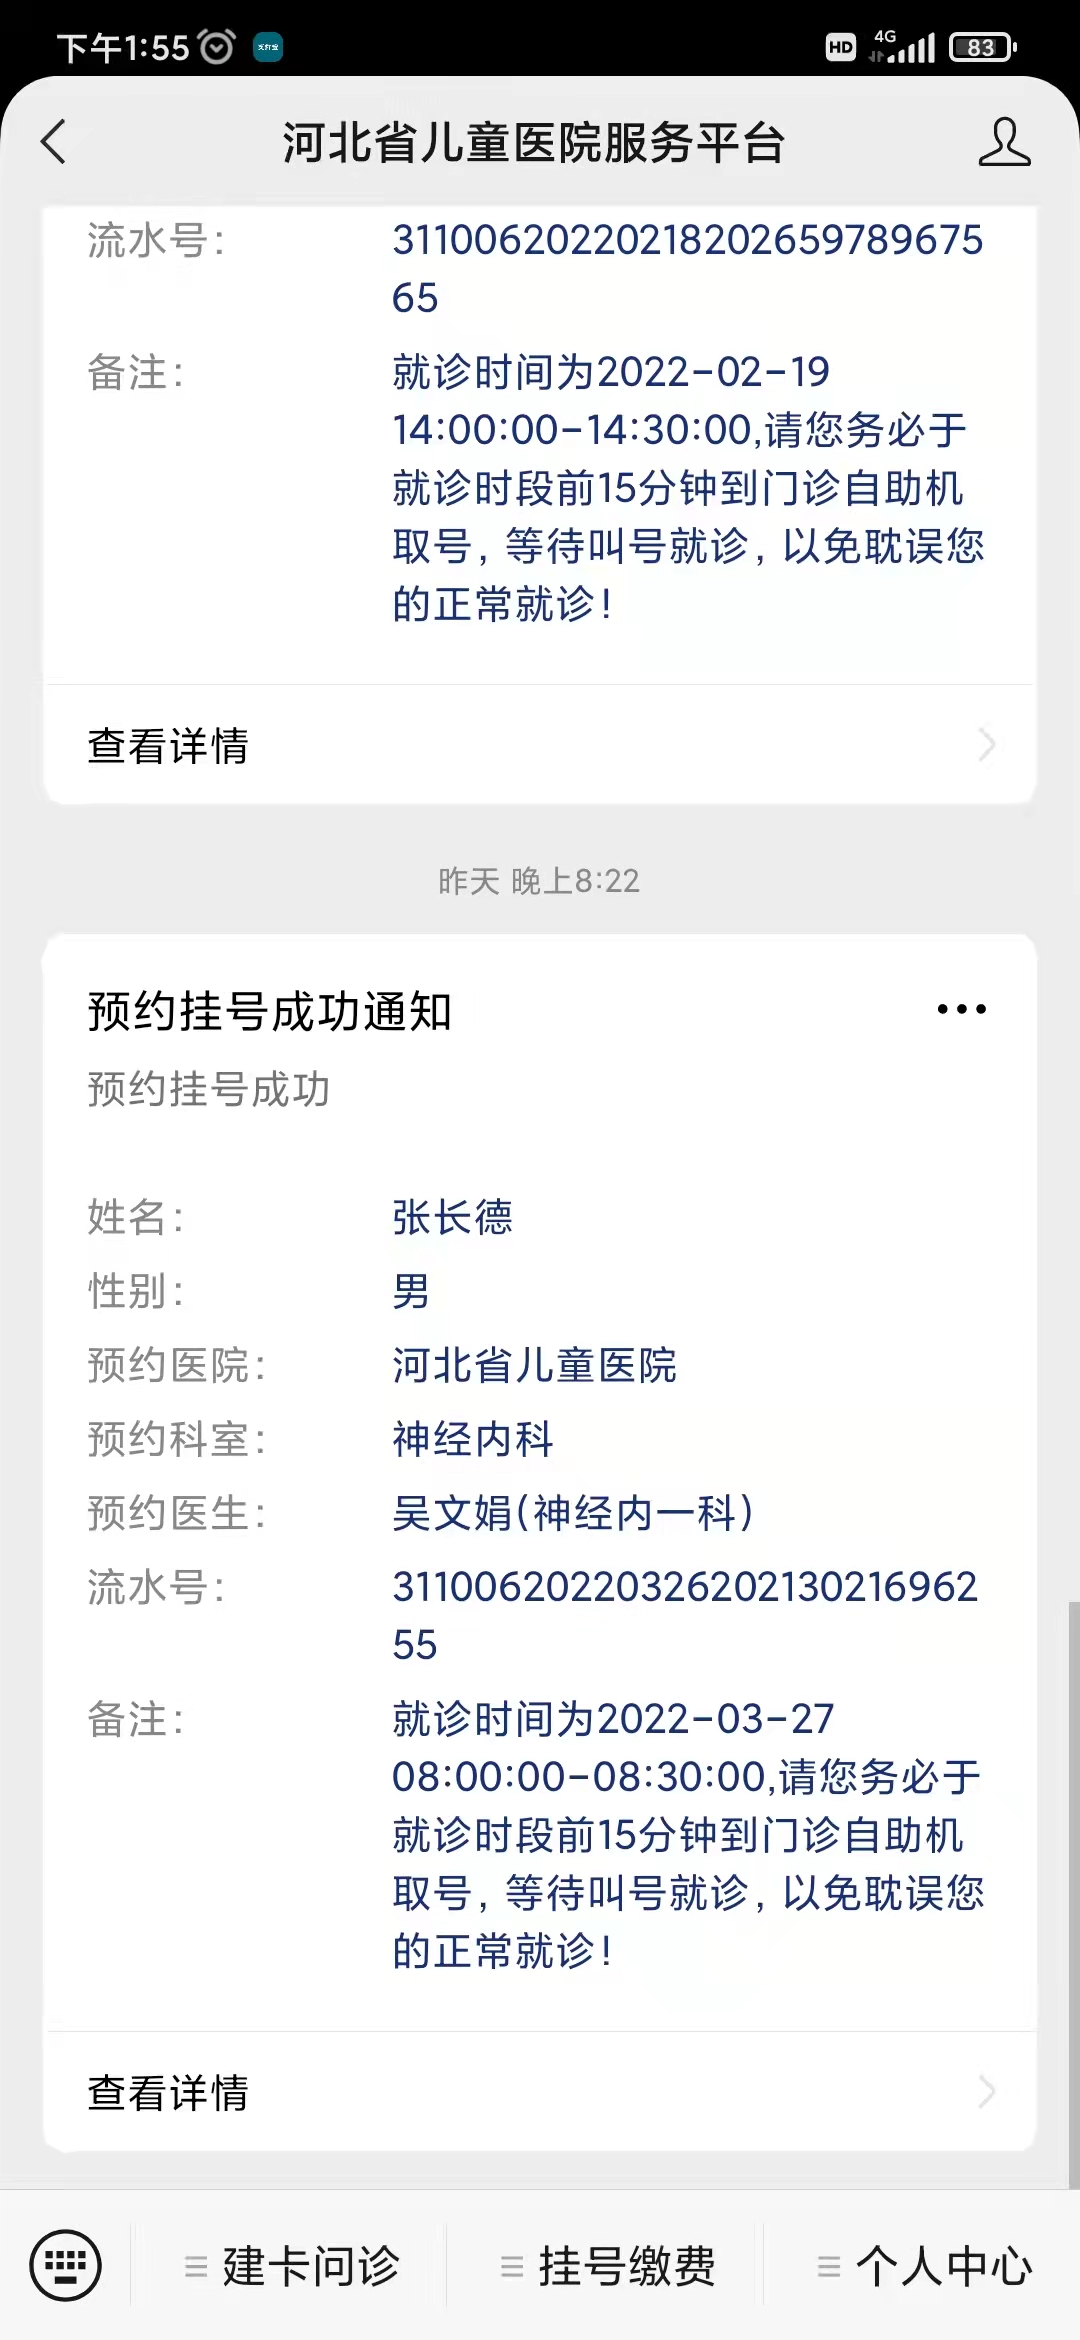 下午1:55
支付宝
HD 4G 83
河北省儿童医院服务平台
流水号： 31100620220218202659789675
65
备注： 就诊时间为2022-02-19
14:00:00-14:30:00,请您务必于
就诊时段前15分钟到门诊自助机
取号，等待叫号就诊，以免耽误您
的正常就诊！
查看详情
昨天 晚上8:22
预约挂号成功通知
预约挂号成功
姓名： 张长德
性别： 男
预约医院： 河北省儿童医院
预约科室： 神经内科
预约医生： 吴文娟(神经内一科)
流水号： 31100620220326202130216962
55
备注： 就诊时间为2022-03-27
08:00:00-08:30:00,请您务必于
就诊时段前15分钟到门诊自助机
取号，等待叫号就诊，以免耽误您
的正常就诊！
查看详情
建卡问诊 挂号缴费 个人中心